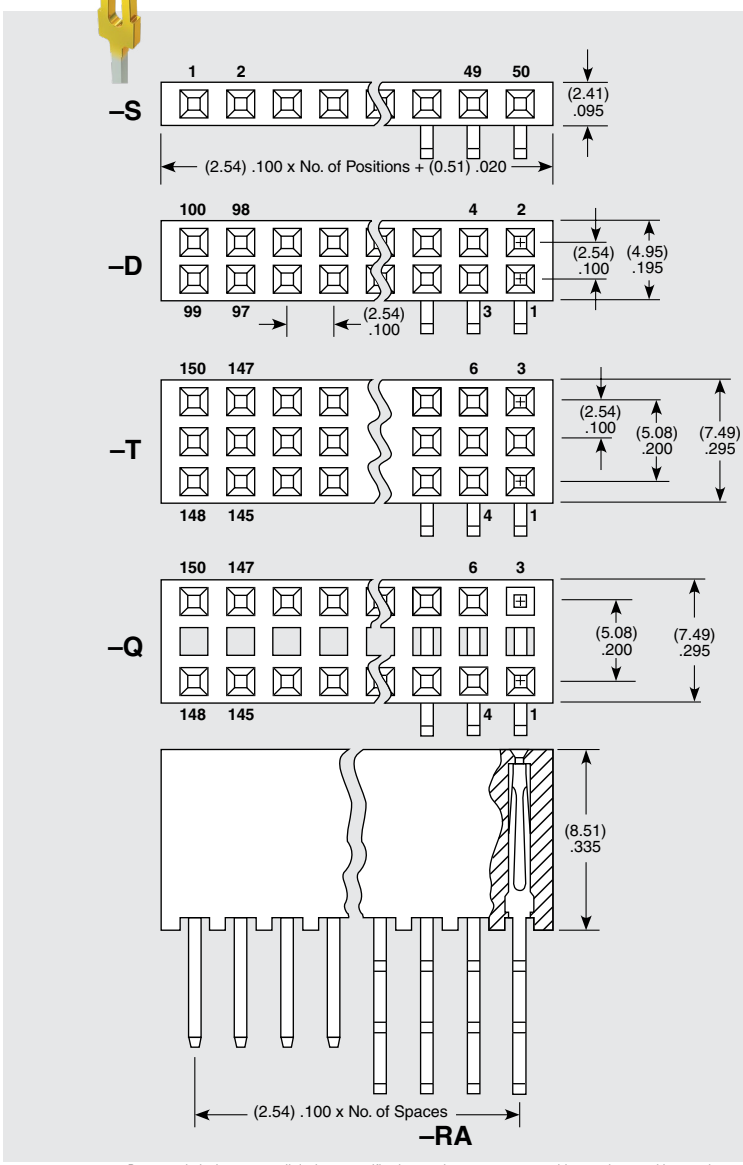 1 2 49 50
–S
(2.41)
.095
(2.54) .100 x No. of Positions + (0.51) .020
100 98 4 2
–D
(2.54)
.100
(4.95)
.195
99 97 3 1
(2.54)
.100
150 147 6 3
–T
(2.54)
.100
(5.08)
.200
(7.49)
.295
148 145 4 1
150 147 6 3
–Q
(5.08)
.200
(7.49)
.295
148 145 4 1
(8.51)
.335
(2.54) .100 x No. of Spaces
–RA